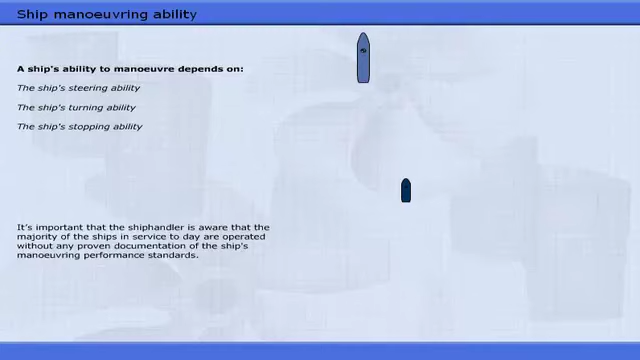 Ship manoeuvring ability
A ship's ability to manoeuvre depends on:
The ship's steering ability
The ship's turning ability
The ship's stopping ability
It's important that the shiphandler is aware that the
majority of the ships in service to day are operated
without any proven documentation of the ship's
manoeuvring performance standards.